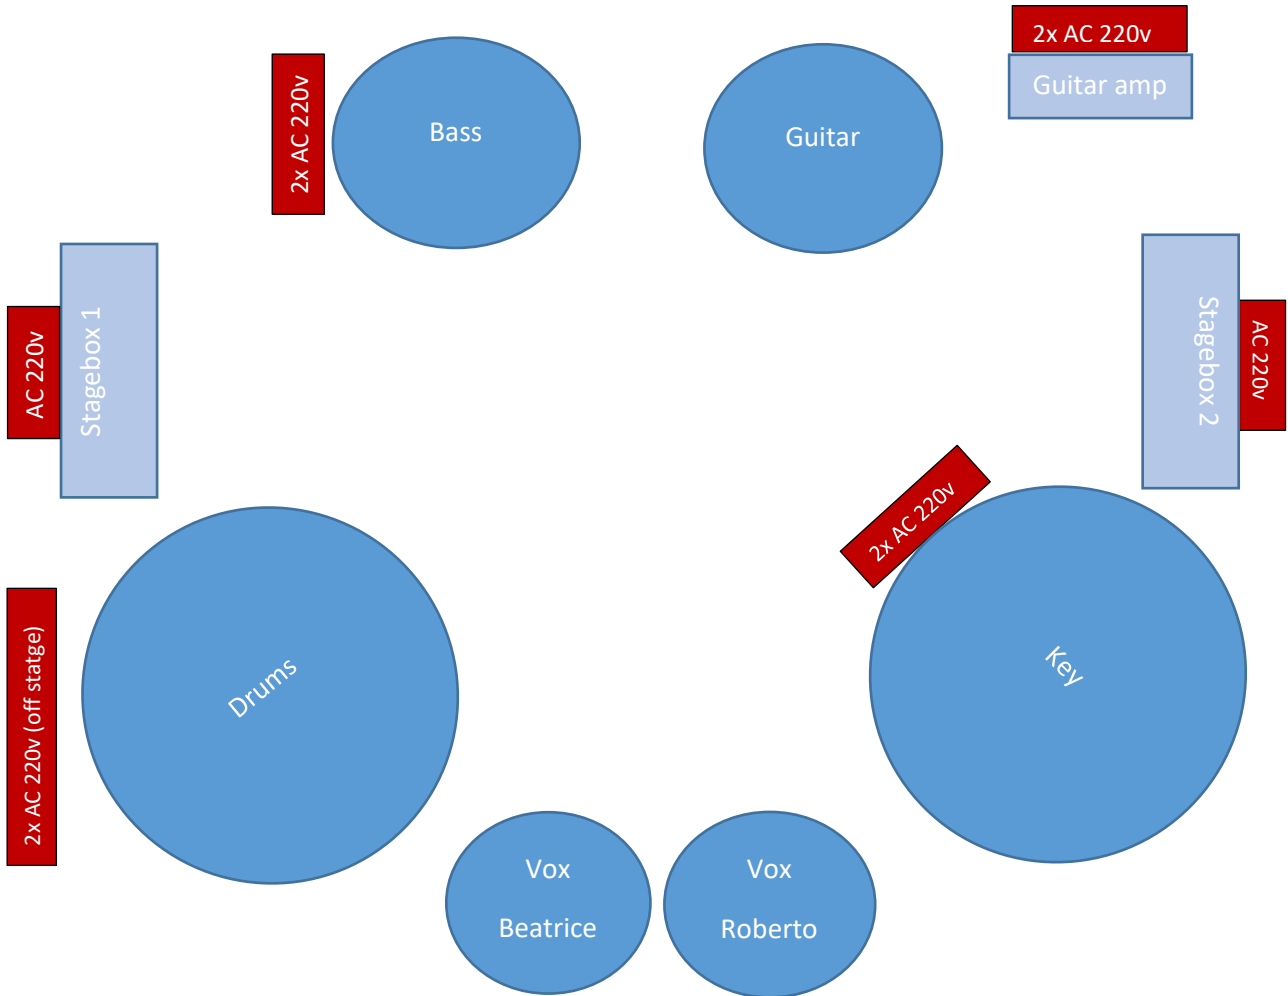 2x AC 220v
Guitar amp
2x AC 220v
Bass
Guitar
AC 220v
Stagebox 1
Stagebox 2
AC 220v
2x AC 220v
2x AC 220v (off statge)
Drums
Key
Vox
Beatrice
Vox
Roberto